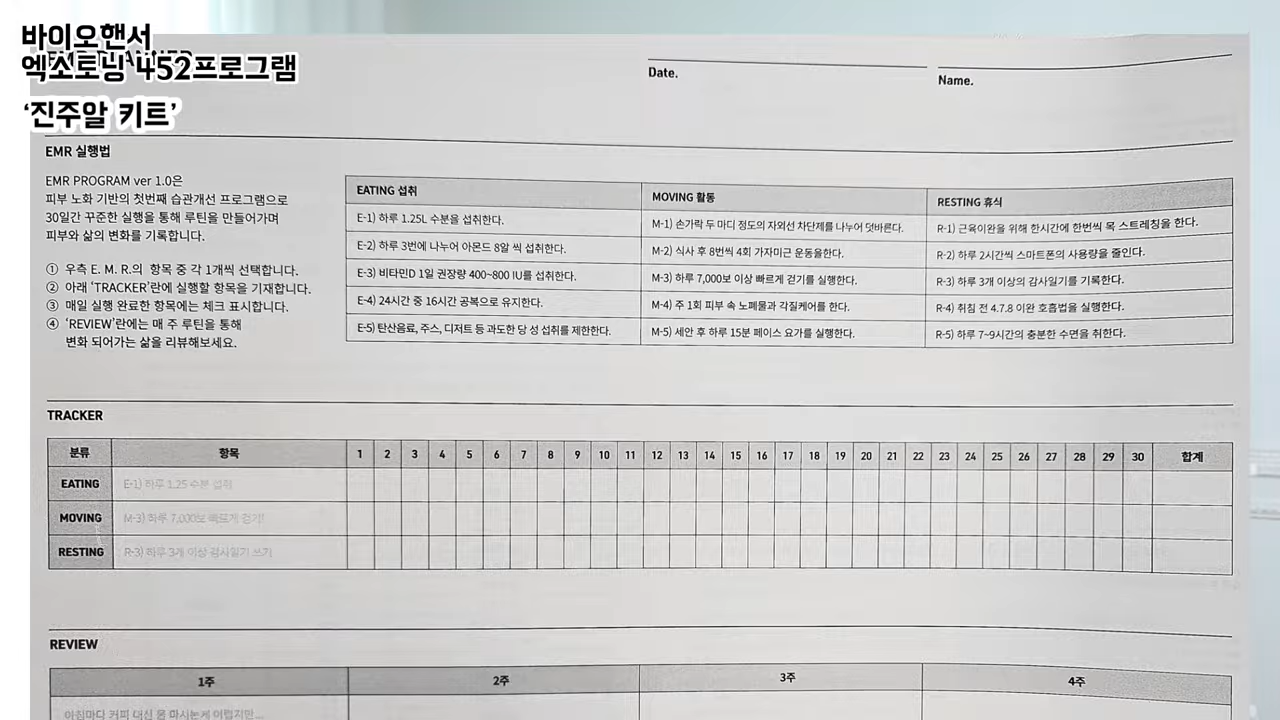 바이오핸서
엑소토닝 452프로그램
‘진주알 키트’
Date.
Name.
EMR 실행법
EMR PROGRAM ver 1.0은
피부 노화 기반의 첫번째 습관개선 프로그램으로
30일간 꾸준한 실행을 통해 루틴을 만들어가며
피부와 삶의 변화를 기록합니다.
① 우측 E. M. R.의 항목 중 각 1개씩 선택합니다.
② 아래 ‘TRACKER’란에 실행할 항목을 기재합니다.
③ 매일 실행 완료한 항목에는 체크 표시합니다.
④ ‘REVIEW’란에는 매 주 루틴을 통해
변화 되어가는 삶을 리뷰해보세요.
EATING 섭취
E-1) 하루 1.25L 수분을 섭취한다.
E-2) 하루 3번에 나누어 아몬드 8알 씩 섭취한다.
E-3) 비타민D 1일 권장량 400~800 IU를 섭취한다.
E-4) 24시간 중 16시간 공복으로 유지한다.
E-5) 탄산음료, 주스, 디저트 등 과도한 당 성 섭취를 제한한다.
MOVING 활동
M-1) 손가락 두 마디 정도의 자외선 차단제를 나누어 덧바른다.
M-2) 식사 후 8번씩 4회 가자미근 운동을한다.
M-3) 하루 7,000보 이상 빠르게 걷기를 실행한다.
M-4) 주 1회 피부 속 노폐물과 각질케어를 한다.
M-5) 세안 후 하루 15분 페이스 요가를 실행한다.
RESTING 휴식
R-1) 근육이완을 위해 한시간에 한번씩 목 스트레칭을 한다.
R-2) 하루 2시간씩 스마트폰의 사용량을 줄인다.
R-3) 하루 3개 이상의 감사일기를 기록한다.
R-4) 취침 전 4.7.8 이완 호흡법을 실행한다.
R-5) 하루 7~9시간의 충분한 수면을 취한다.
TRACKER
분류 항목 1 2 3 4 5 6 7 8 9 10 11 12 13 14 15 16 17 18 19 20 21 22 23 24 25 26 27 28 29 30 합계
EATING E-1) 하루 1.25 수분 섭취
MOVING M-3) 하루 7,000보 빠르게 걷기!
RESTING R-3) 하루 3개 이상 감사일기 쓰기
REVIEW
1주 2주 3주 4주
아침마다 커피 대신 물 마시는게 어렵지만...